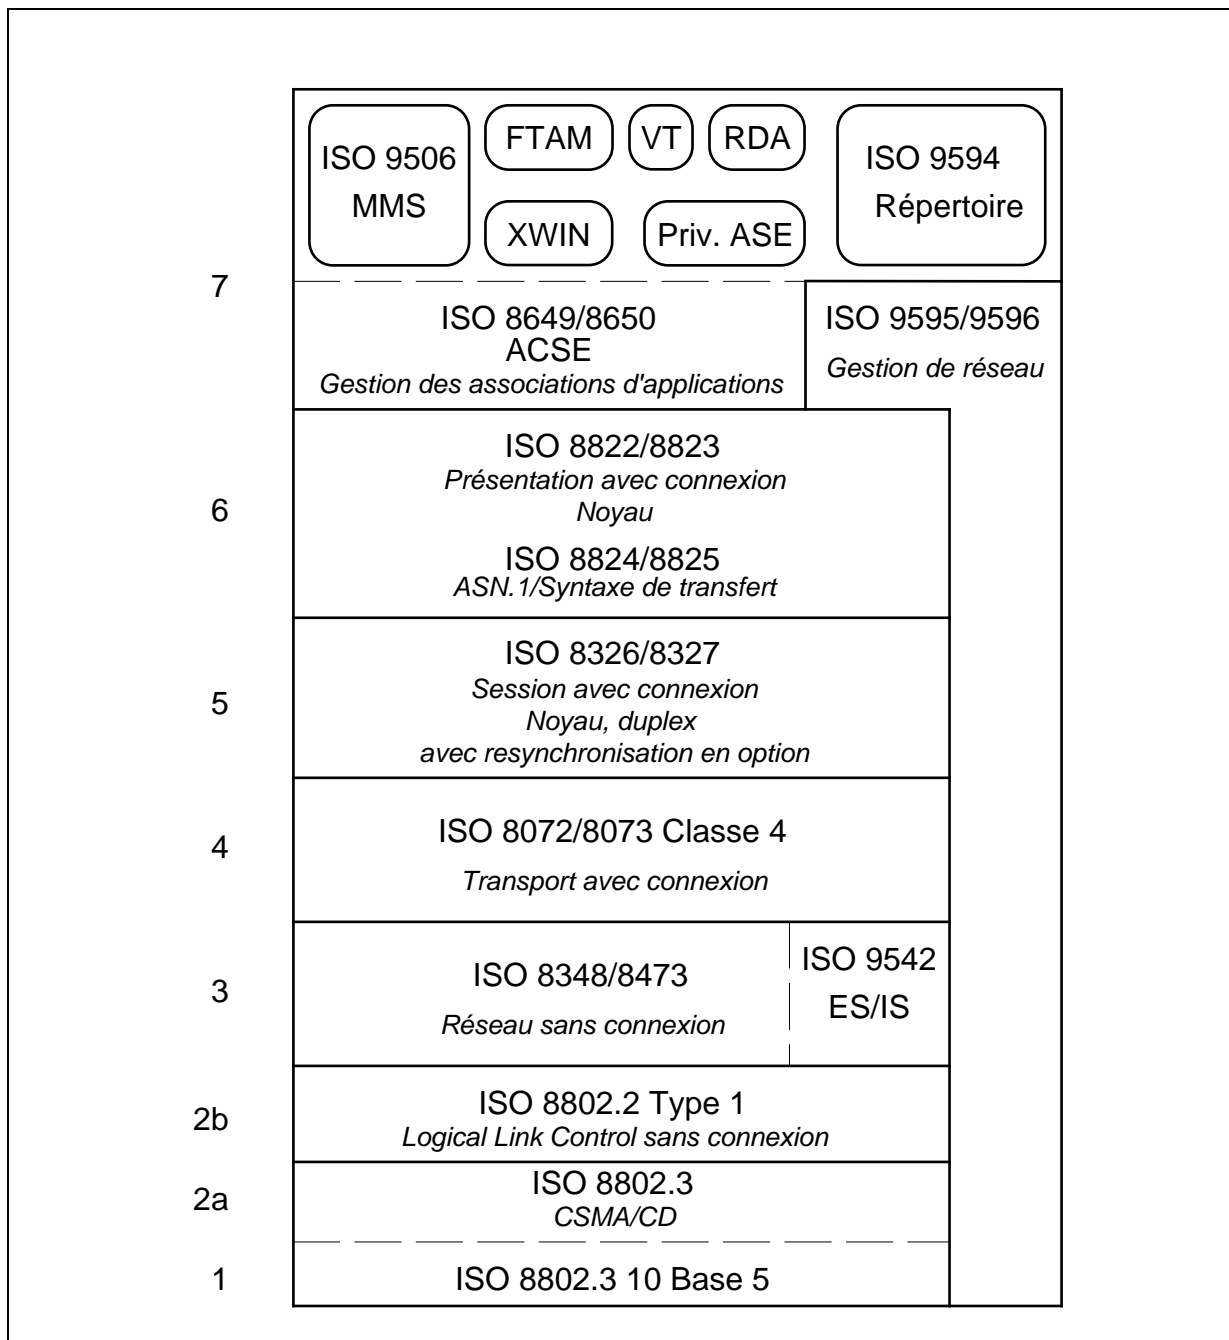 ISO 9506
MMS
FTAM
VT
RDA
XWIN
Priv. ASE
ISO 9594
Répertoire
7
ISO 8649/8650
ACSE
Gestion des associations d'applications
ISO 9595/9596
Gestion de réseau
6
ISO 8822/8823
Présentation avec connexion
Noyau
ISO 8824/8825
ASN.1/Syntaxe de transfert
5
ISO 8326/8327
Session avec connexion
Noyau, duplex
avec resynchronisation en option
4
ISO 8072/8073 Classe 4
Transport avec connexion
3
ISO 8348/8473
Réseau sans connexion
ISO 9542
ES/IS
2b
ISO 8802.2 Type 1
Logical Link Control sans connexion
2a
ISO 8802.3
CSMA/CD
1
ISO 8802.3 10 Base 5